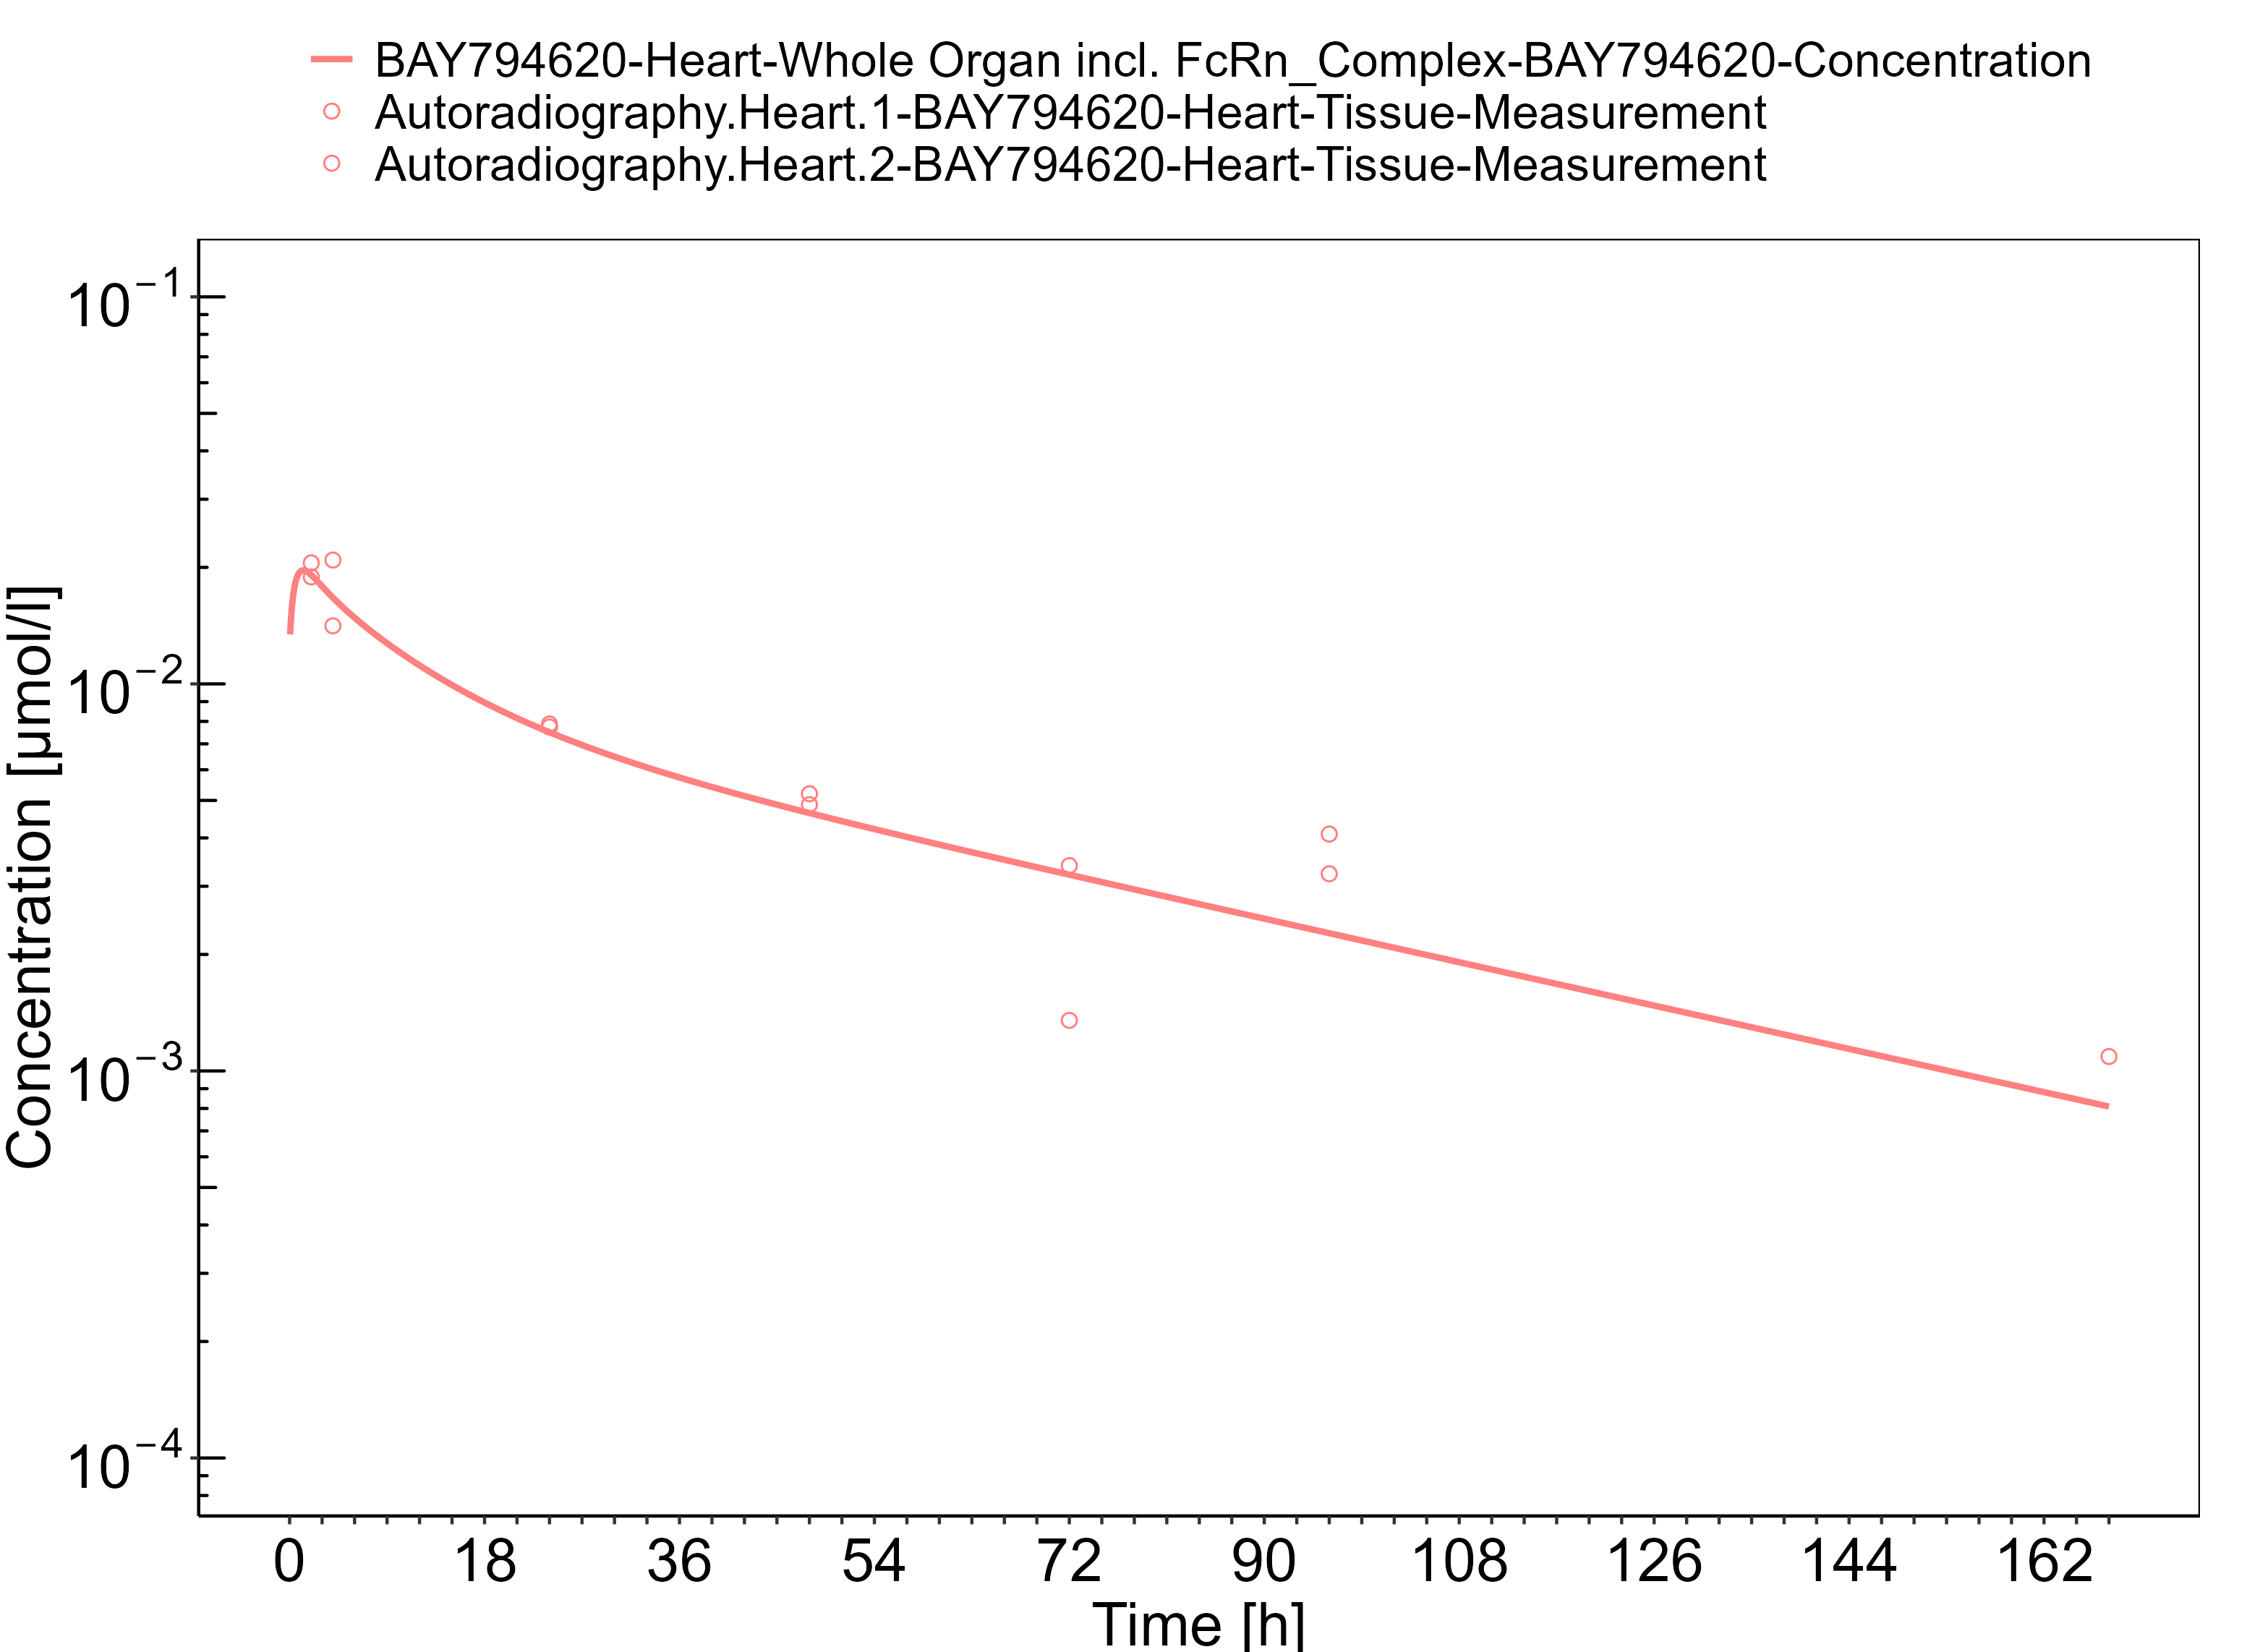 BAY794620-Heart-Whole Organ incl. FcRn_Complex-BAY794620-Concentration
Autoradiography.Heart.1-BAY794620-Heart-Tissue-Measurement
Autoradiography.Heart.2-BAY794620-Heart-Tissue-Measurement
10⁻¹
10⁻²
10⁻³
10⁻⁴
Concentration [µmol/l]
0 18 36 54 72 90 108 126 144 162
Time [h]